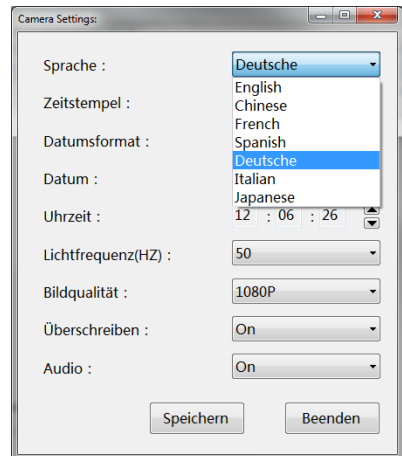 Camera Settings:
Sprache : Deutsche
English
Zeitstempel :
Chinese
French
Datumsformat :
Spanish
Deutsche
Datum :
Italian
Japanese
Uhrzeit : 12 : 06 : 26
Lichtfrequenz(HZ) : 50
Bildqualität : 1080P
Überschreiben : On
Audio : On
Speichern Beenden